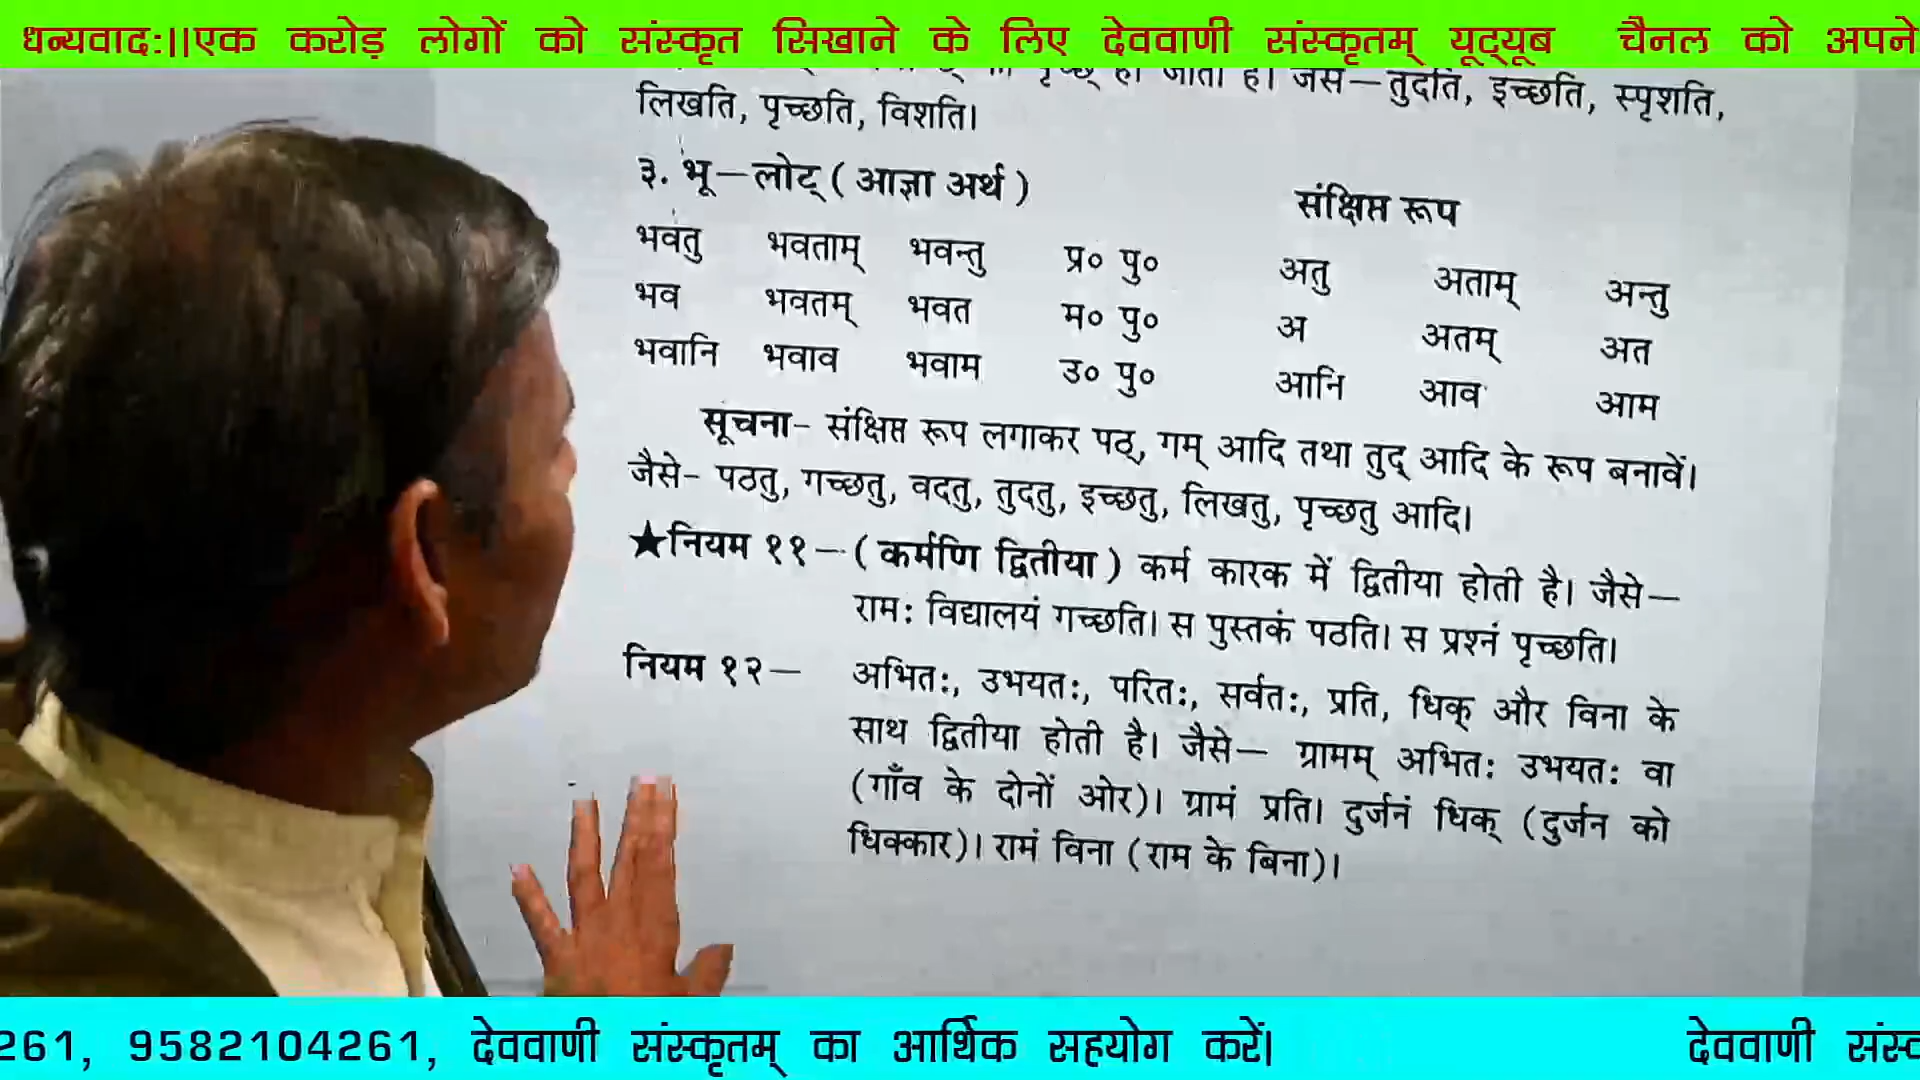 धन्यवाद:||एक करोड़ लोगों को संस्कृत सिखाने के लिए देववाणी संस्कृतम् यूट्यूब चैनल को अपने
पृच्छ् हो जाता है। जैसे—तुदति, इच्छति, स्पृशति,
लिखति, पृच्छति, विशति।
३. भू—लोट् ( आज्ञा अर्थ ) संक्षिप्त रूप
भवतु भवताम् भवन्तु प्र० पु० अतु अताम् अन्तु
भव भवतम् भवत म० पु० अ अतम् अत
भवानि भवाव भवाम उ० पु० आनि आव आम
सूचना- संक्षिप्त रूप लगाकर पठ्, गम् आदि तथा तुद् आदि के रूप बनावें।
जैसे- पठतु, गच्छतु, वदतु, तुदतु, इच्छतु, लिखतु, पृच्छतु आदि।
★नियम ११—( कर्मणि द्वितीया ) कर्म कारक में द्वितीया होती है। जैसे—
रामः विद्यालयं गच्छति। स पुस्तकं पठति। स प्रश्नं पृच्छति।
नियम १२— अभितः, उभयतः, परितः, सर्वतः, प्रति, धिक् और विना के
साथ द्वितीया होती है। जैसे— ग्रामम् अभितः उभयतः वा
(गाँव के दोनों ओर)। ग्रामं प्रति। दुर्जनं धिक् (दुर्जन को
धिक्कार)। रामं विना (राम के बिना)।
261, 9582104261, देववाणी संस्कृतम् का आर्थिक सहयोग करें। देववाणी